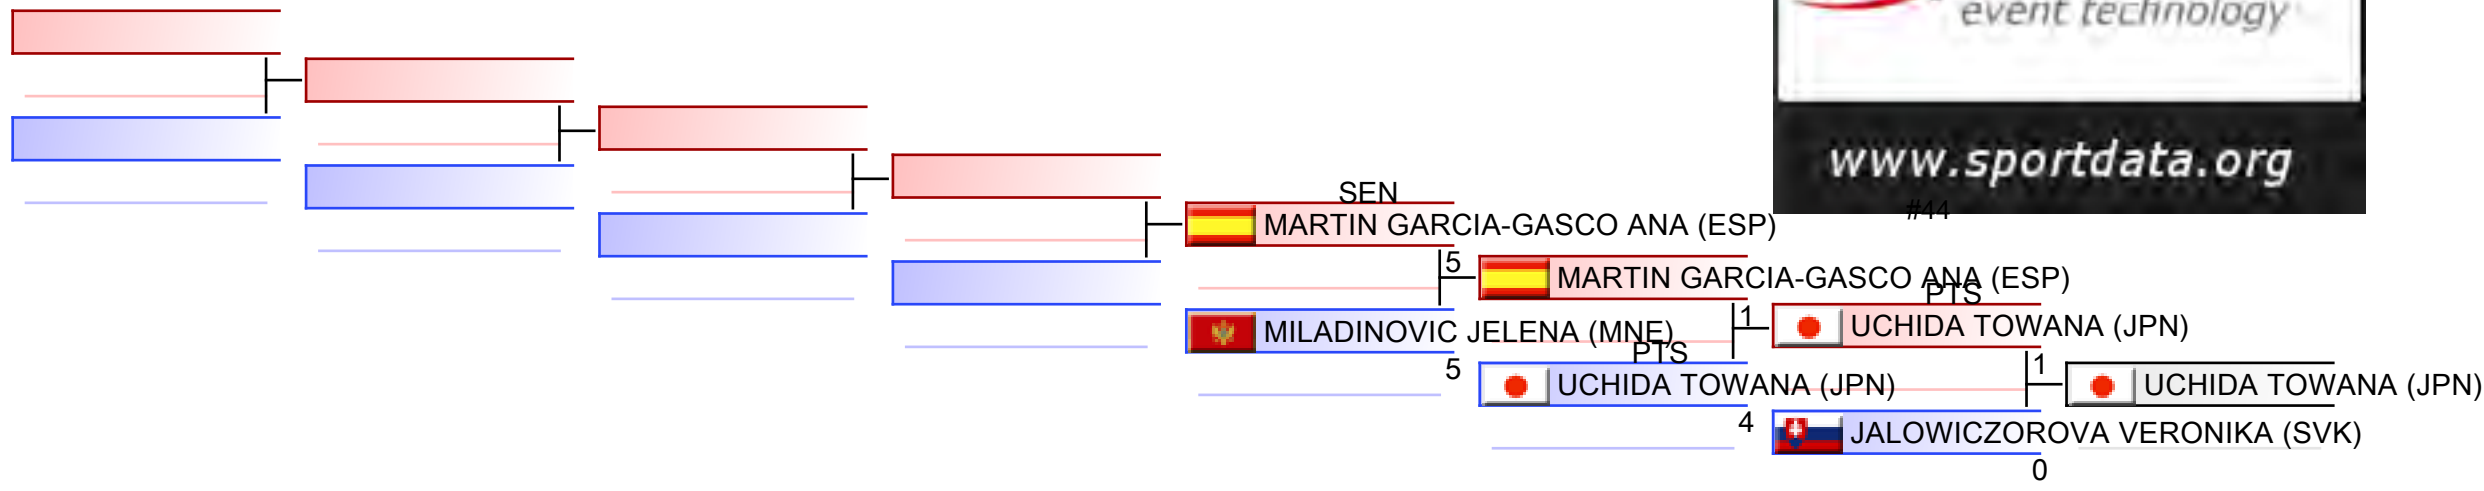 event technology
www.sportdata.org
SEN
#44
MARTIN GARCIA-GASCO ANA (ESP)
5
MARTIN GARCIA-GASCO ANA (ESP)
PTS
MILADINOVIC JELENA (MNE)
1
UCHIDA TOWANA (JPN)
PTS
5
UCHIDA TOWANA (JPN)
1
UCHIDA TOWANA (JPN)
4
JALOWICZOROVA VERONIKA (SVK)
0